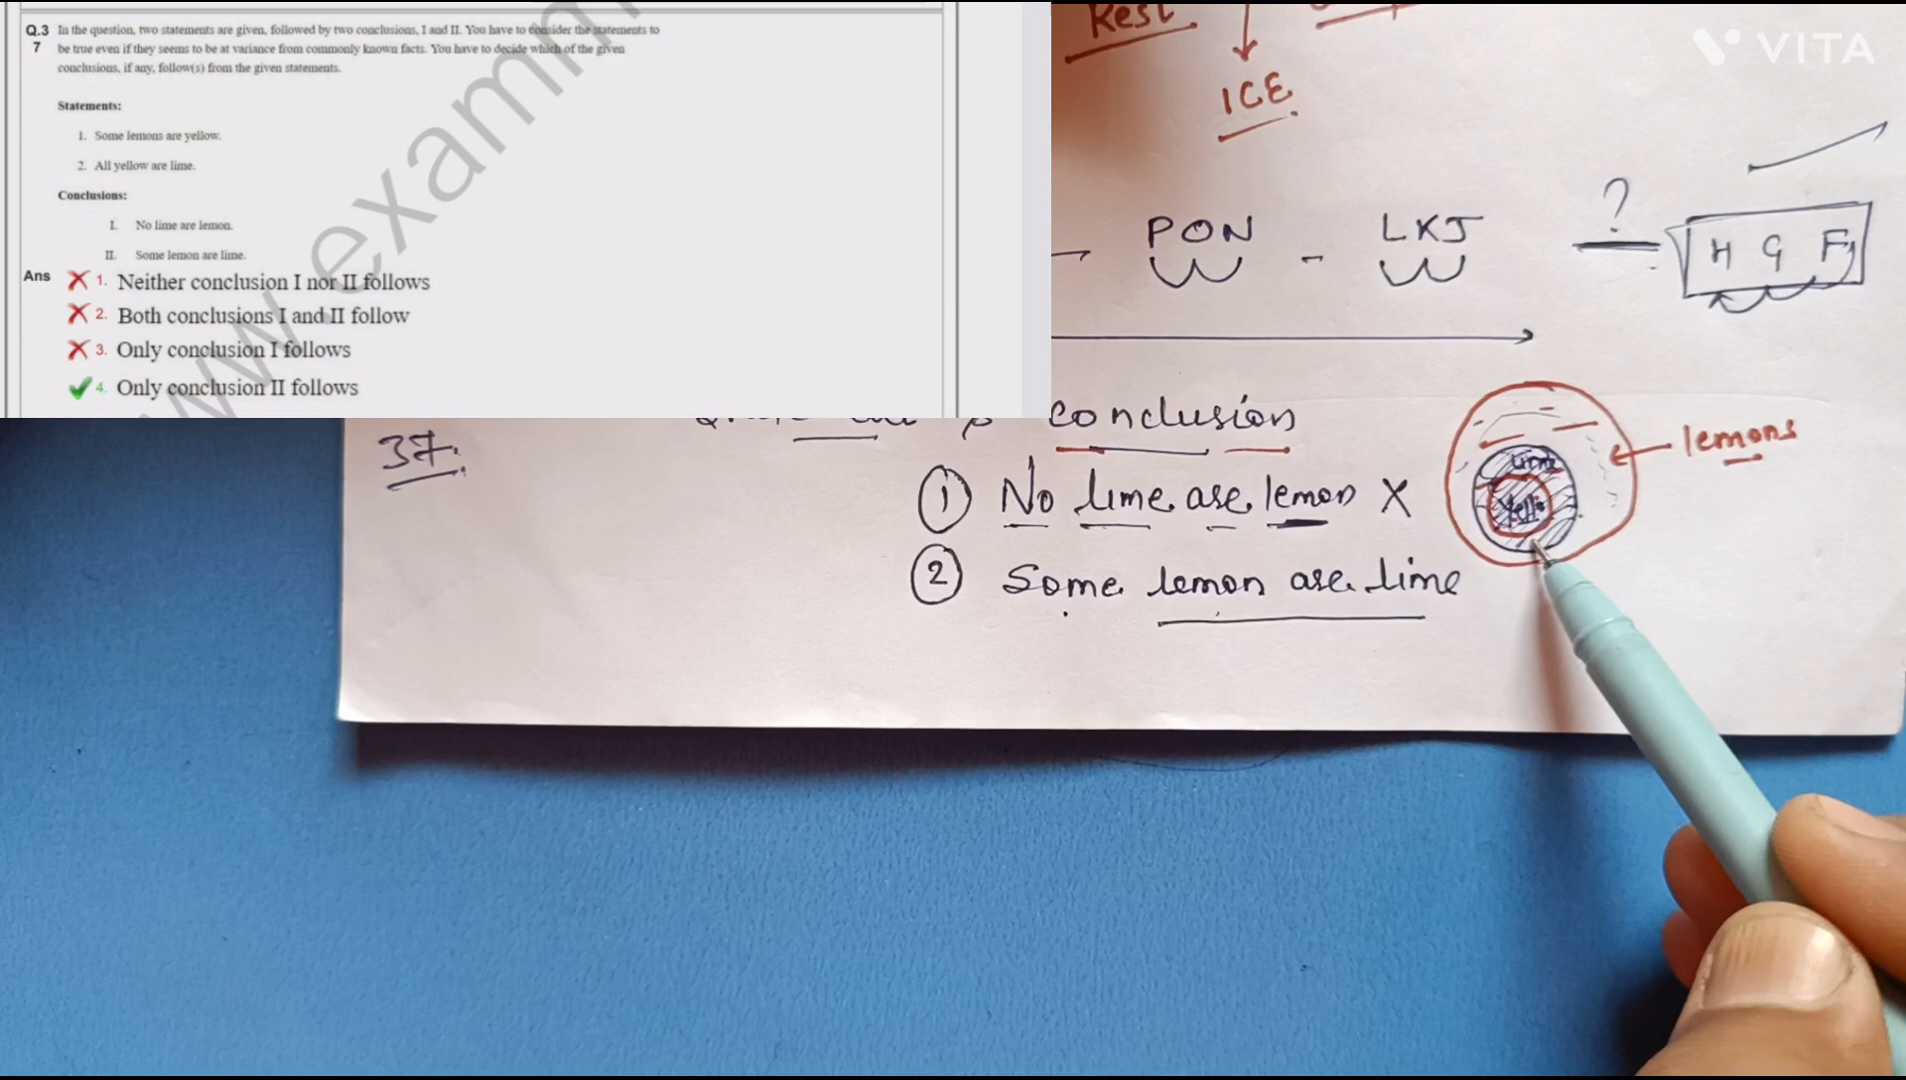 Q.3 In the question, two statements are given, followed by two conclusions, I and II. You have to consider the statements to
7 be true even if they seems to be at variance from commonly known facts. You have to decide which of the given
conclusions, if any, follow(s) from the given statements.
Statements:
1. Some lemons are yellow.
2. All yellow are lime.
Conclusions:
I. No lime are lemon.
II. Some lemon are lime.
Ans 1. Neither conclusion I nor II follows
2. Both conclusions I and II follow
3. Only conclusion I follows
4. Only conclusion II follows
www.examm
VITA
Rest
ICE
- PON - LKJ ? HGF
37.
conclusion
① No lime are lemon X
② Some lemon are lime
lemons
lime